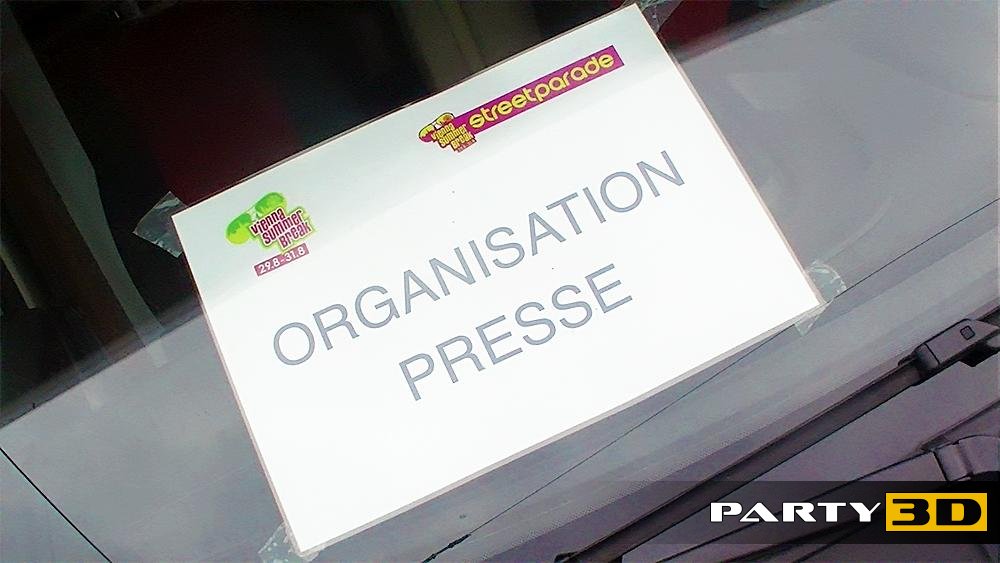 streetparade
Vienna
Summer
Break
Vienna
Summer
Break
29.8-31.8
ORGANISATION
PRESSE
PARTY 3D